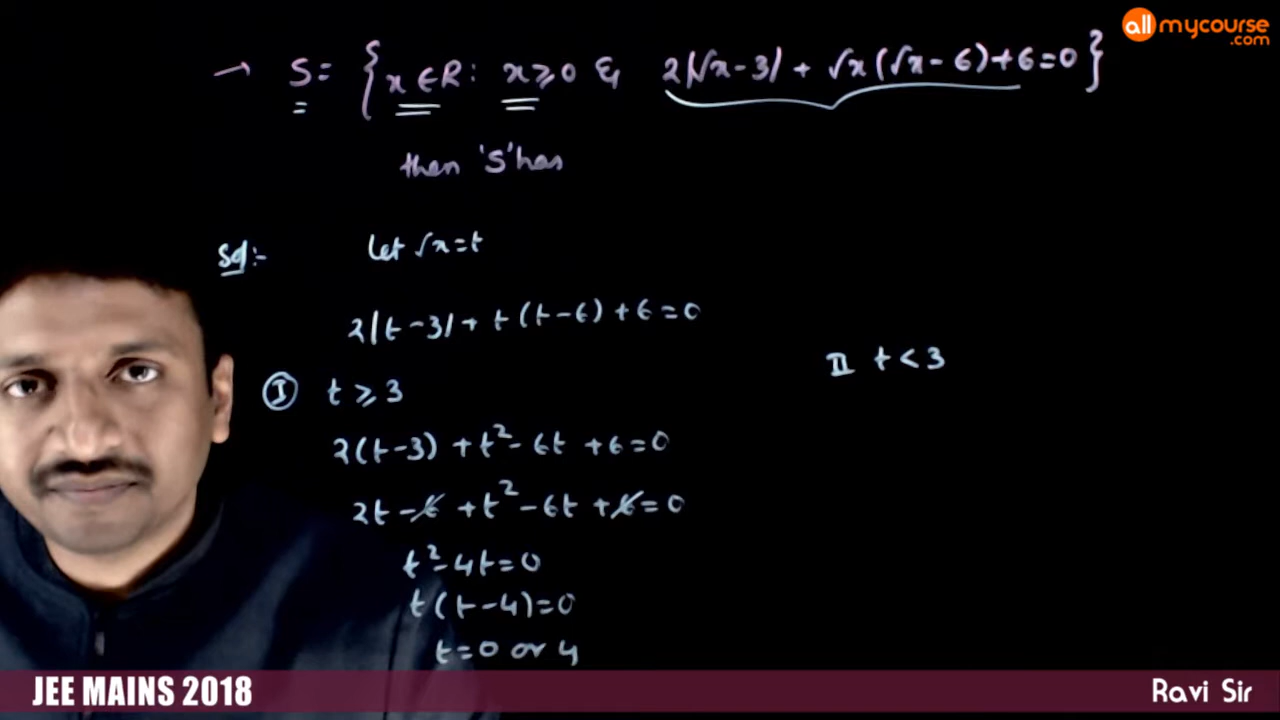 all mycourse
.com
→ S = { x ∈ R : x ⩾ 0 & 2|√x - 3| + √x (√x - 6) + 6 = 0 }
then 'S' has
Sol :- Let √x = t
2|t - 3| + t (t - 6) + 6 = 0
Ⓘ t ⩾ 3
II t < 3
2(t - 3) + t² - 6t + 6 = 0
2t - 6 + t² - 6t + 6 = 0
t² - 4t = 0
t (t - 4) = 0
t = 0 or 4
JEE MAINS 2018
Ravi Sir